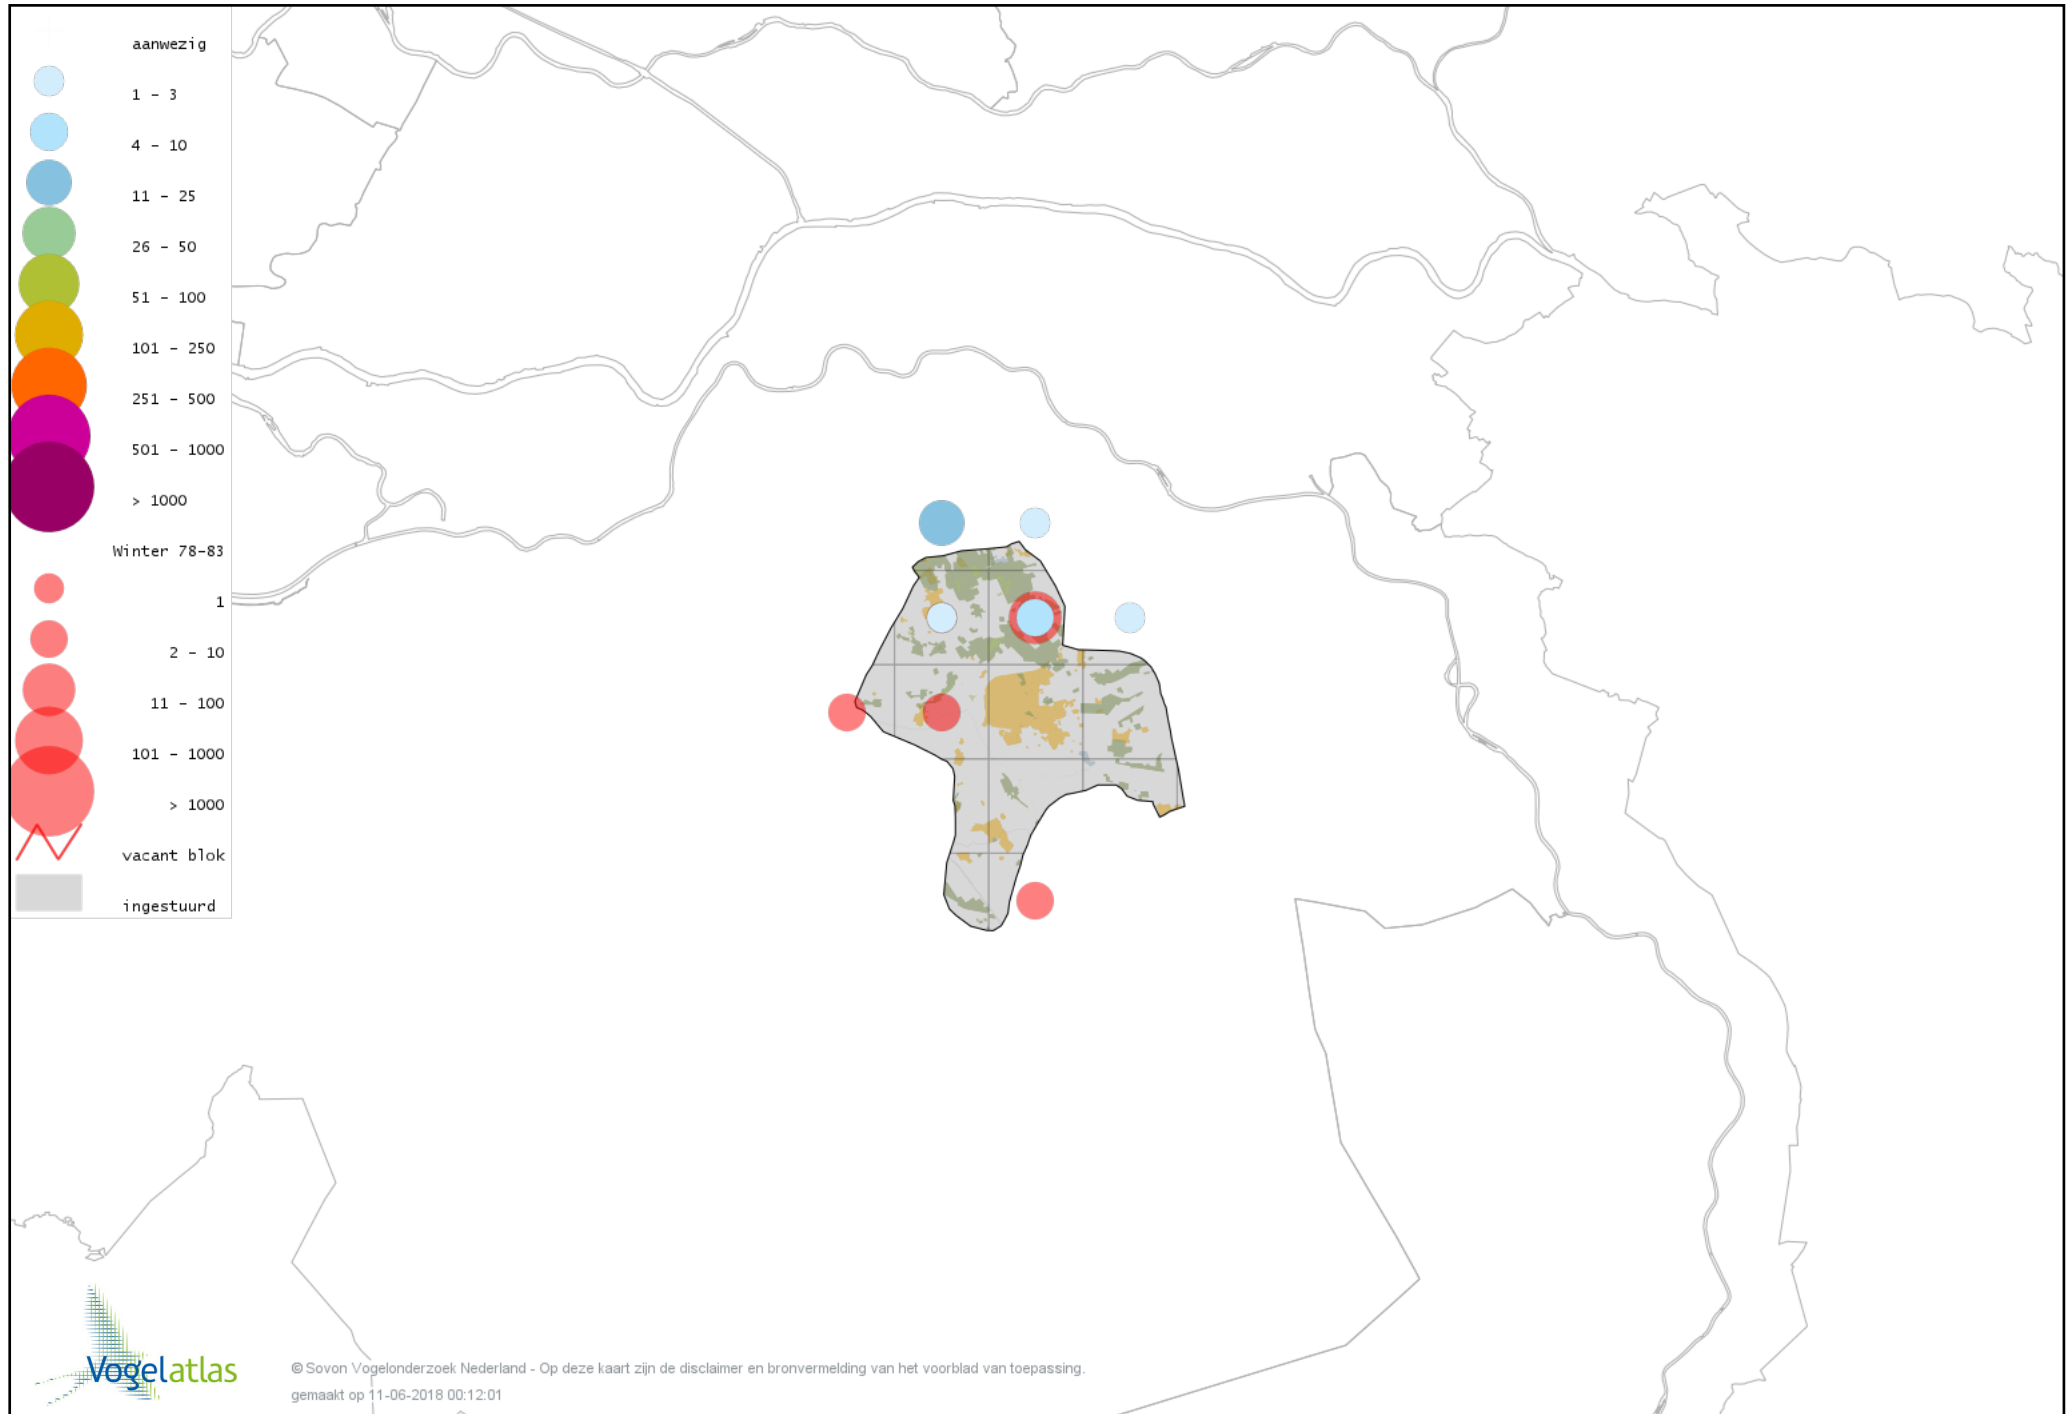 aanwezig
1 - 3
4 - 10
11 - 25
26 - 50
51 - 100
101 - 250
251 - 500
501 - 1000
> 1000
Winter 78-83
1
2 - 10
11 - 100
101 - 1000
> 1000
vacant blok
ingestuurd
Vogelatlas
© Sovon Vogelonderzoek Nederland - Op deze kaart zijn de disclaimer en bronvermelding van het voorblad van toepassing.
gemaakt op 11-06-2018 00:12:01